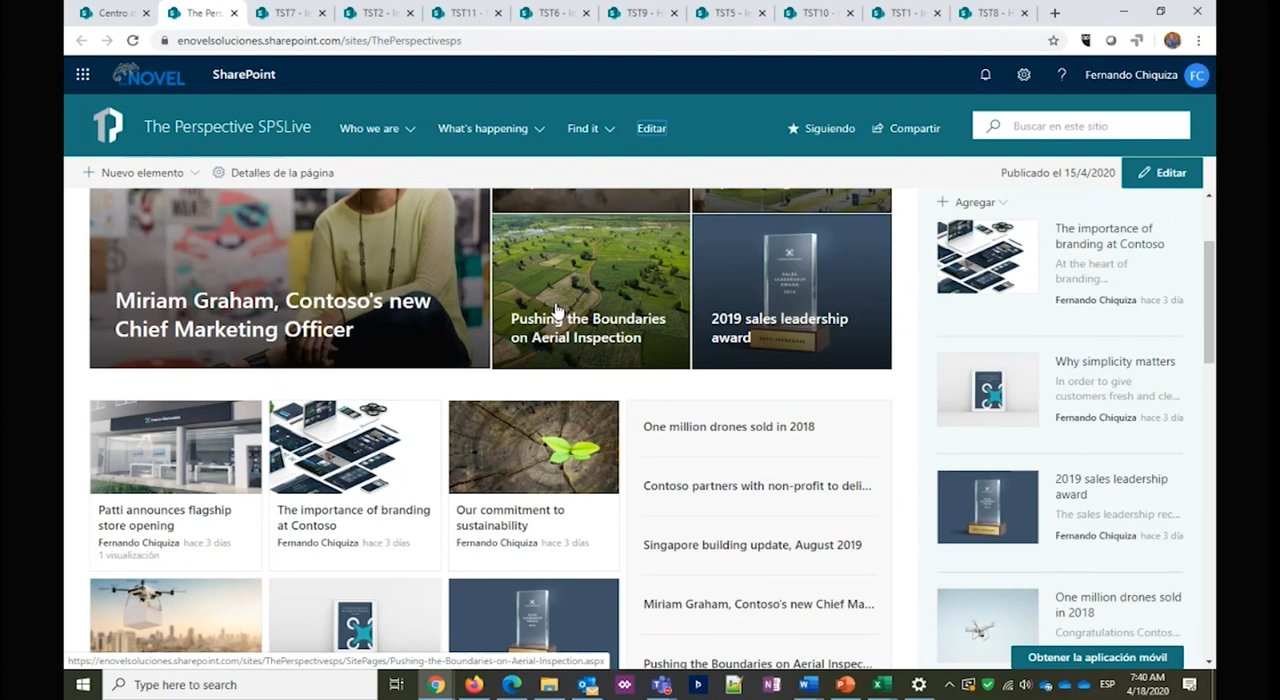 Centro d
The Pers
TST7 - In
TST2 - In
TST11 -
TST6 - In
TST9 - H
TST5 - In
TST10 -
TST1 - In
TST8 - H
enovelsoluciones.sharepoint.com/sites/ThePerspectivesps
NOVEL
SharePoint
Fernando Chiquiza
FC
The Perspective SPSLive
Who we are
What's happening
Find it
Editar
Siguiendo
Compartir
Buscar en este sitio
Nuevo elemento
Detalles de la página
Publicado el 15/4/2020
Editar
Miriam Graham, Contoso's new
Chief Marketing Officer
Pushing the Boundaries
on Aerial Inspection
SALES
LEADERSHIP
AWARD
2019 sales leadership
award
Agregar
The importance of
branding at Contoso
At the heart of
branding...
Fernando Chiquiza hace 3 día
Why simplicity matters
In order to give
customers fresh and cle...
Fernando Chiquiza hace 3 día
2019 sales leadership
award
The sales leadership rec...
Fernando Chiquiza hace 3 día
One million drones sold
in 2018
Congratulations Contos...
Obtener la aplicación móvil
Patti announces flagship
store opening
Fernando Chiquiza hace 3 días
1 visualización
The importance of branding
at Contoso
Fernando Chiquiza hace 3 días
Our commitment to
sustainability
Fernando Chiquiza hace 3 días
One million drones sold in 2018
Contoso partners with non-profit to deli...
Singapore building update, August 2019
Miriam Graham, Contoso's new Chief Ma...
Pushing the Boundaries on Aerial Inspec...
https://enovelsoluciones.sharepoint.com/sites/ThePerspectivesps/SitePages/Pushing-the-Boundaries-on-Aerial-Inspection.aspx
Type here to search
ESP
7:40 AM
4/18/2020